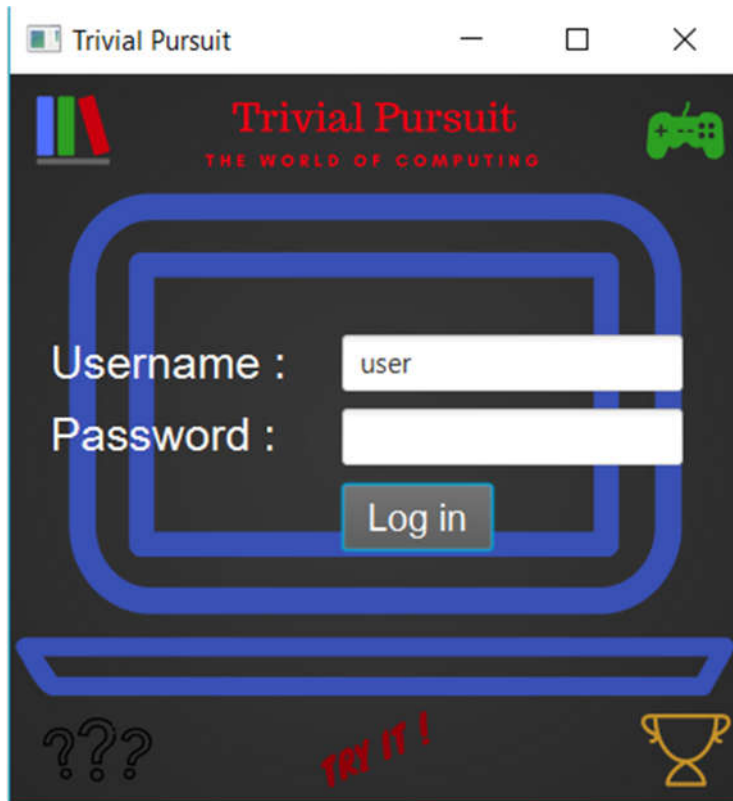 Trivial Pursuit
Trivial Pursuit
THE WORLD OF COMPUTING
Username :
user
Password :
Log in
???
TRY IT !